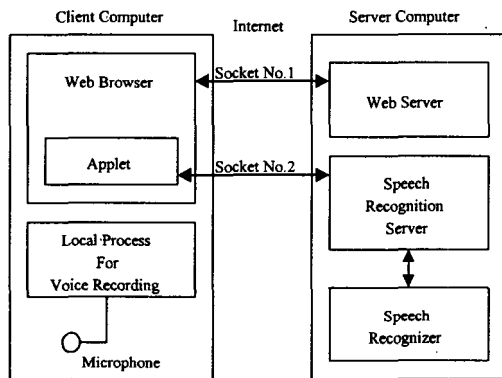 Client Computer
Internet
Server Computer
Web Browser
Socket No.1
Web Server
Applet
Socket No.2
Speech
Recognition
Server
Local Process
For
Voice Recording
Speech
Recognizer
Microphone